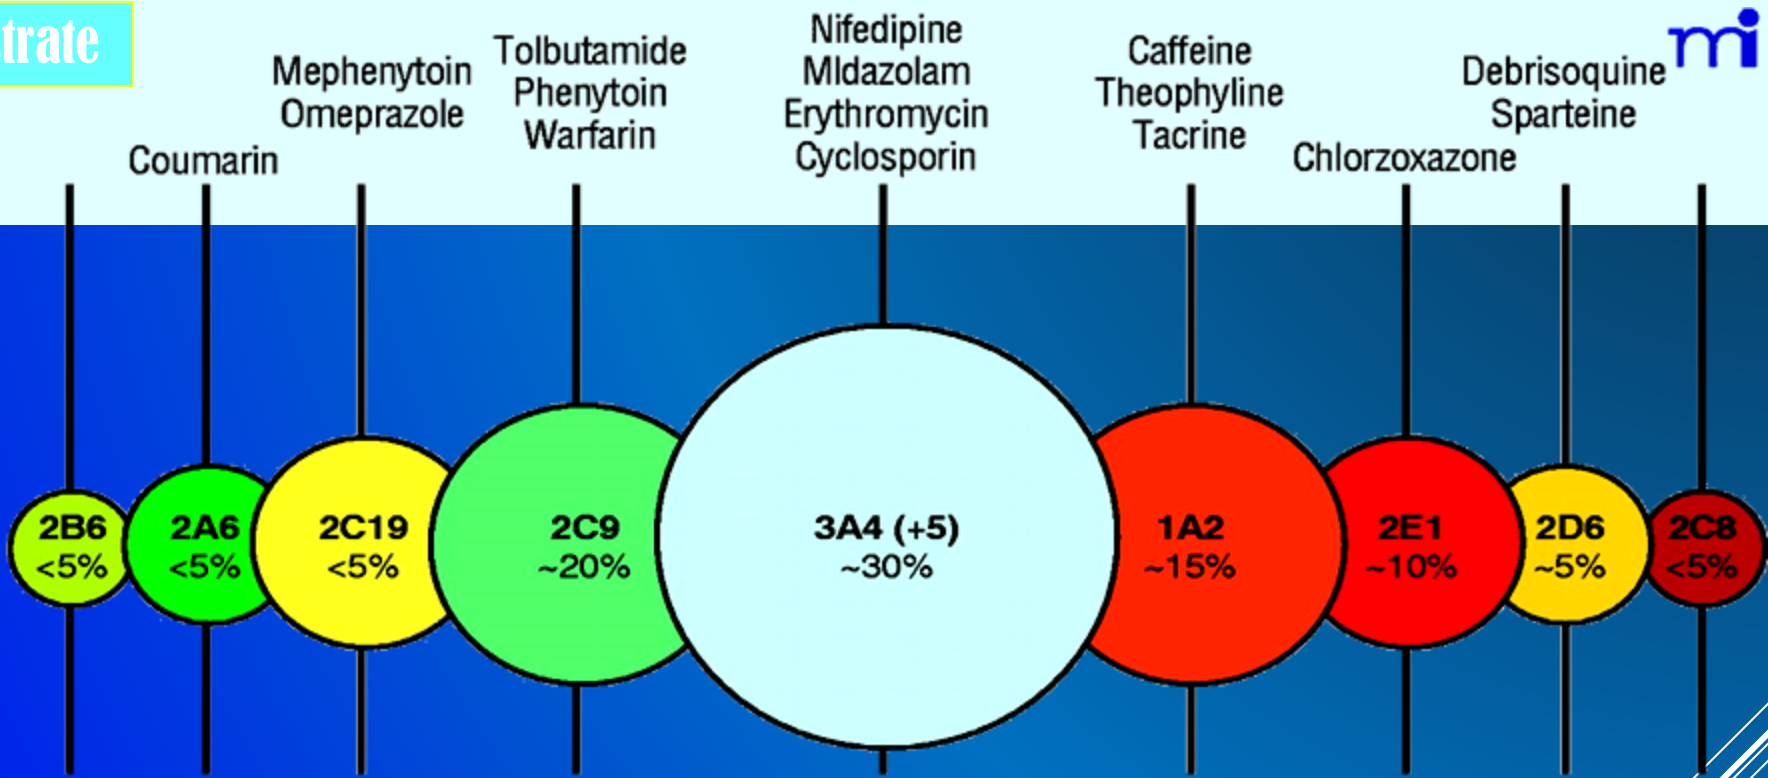 trate
mi
Coumarin
Mephenytoin
Omeprazole
Tolbutamide
Phenytoin
Warfarin
Nifedipine
MIdazolam
Erythromycin
Cyclosporin
Caffeine
Theophyline
Tacrine
Chlorzoxazone
Debrisoquine
Sparteine
2B6
<5%
2A6
<5%
2C19
<5%
2C9
~20%
3A4 (+5)
~30%
1A2
~15%
2E1
~10%
2D6
~5%
2C8
<5%